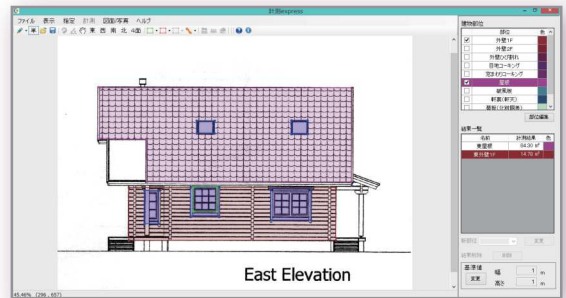 計測express
ファイル 表示 指定 計測 図面/写真 ヘルプ
東 西 南 北 4面
建物部位
部位 色
外壁1F
外壁2F
外壁ひび割れ
目地コーキング
窓まわりコーキング
屋根
破風板
軒裏(軒天)
部位編集
結果一覧
名前 計測結果 色
東屋根 64.30 m²
東外壁1F 14.78 m²
変更
結果削除 削除
基準値
変更 幅 1 m
高さ 1 m
East Elevation
45.46% (296 , 657)